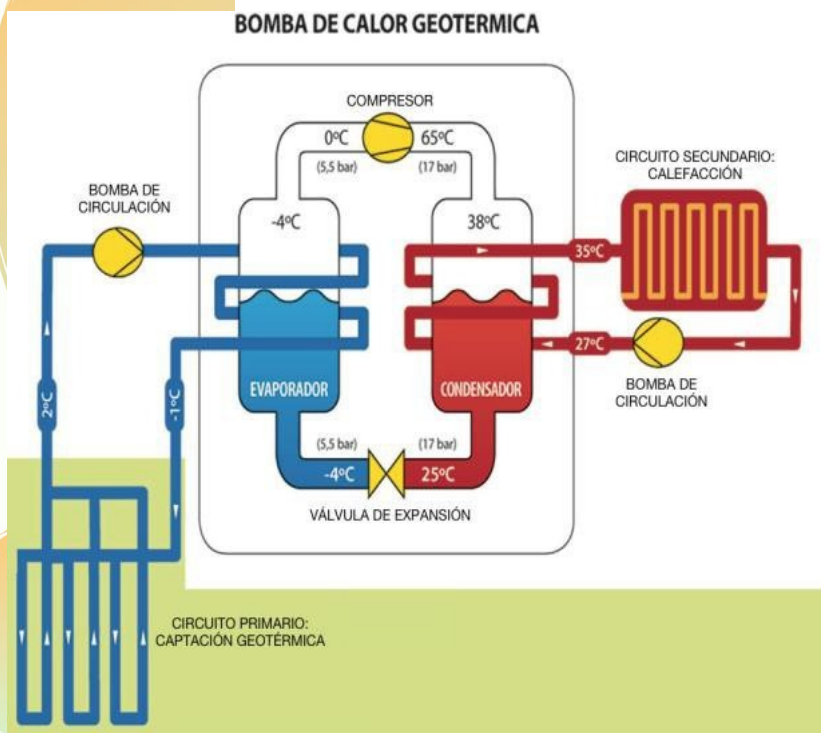 BOMBA DE CALOR GEOTERMICA
COMPRESOR
0ºC
65ºC
(5,5 bar)
(17 bar)
CIRCUITO SECUNDARIO:
CALEFACCIÓN
BOMBA DE
CIRCULACIÓN
-4ºC
38ºC
35ºC
27ºC
BOMBA DE
CIRCULACIÓN
EVAPORADOR
CONDENSADOR
2ºC
-1ºC
(5,5 bar)
(17 bar)
-4ºC
25ºC
VÁLVULA DE EXPANSIÓN
CIRCUITO PRIMARIO:
CAPTACIÓN GEOTÉRMICA